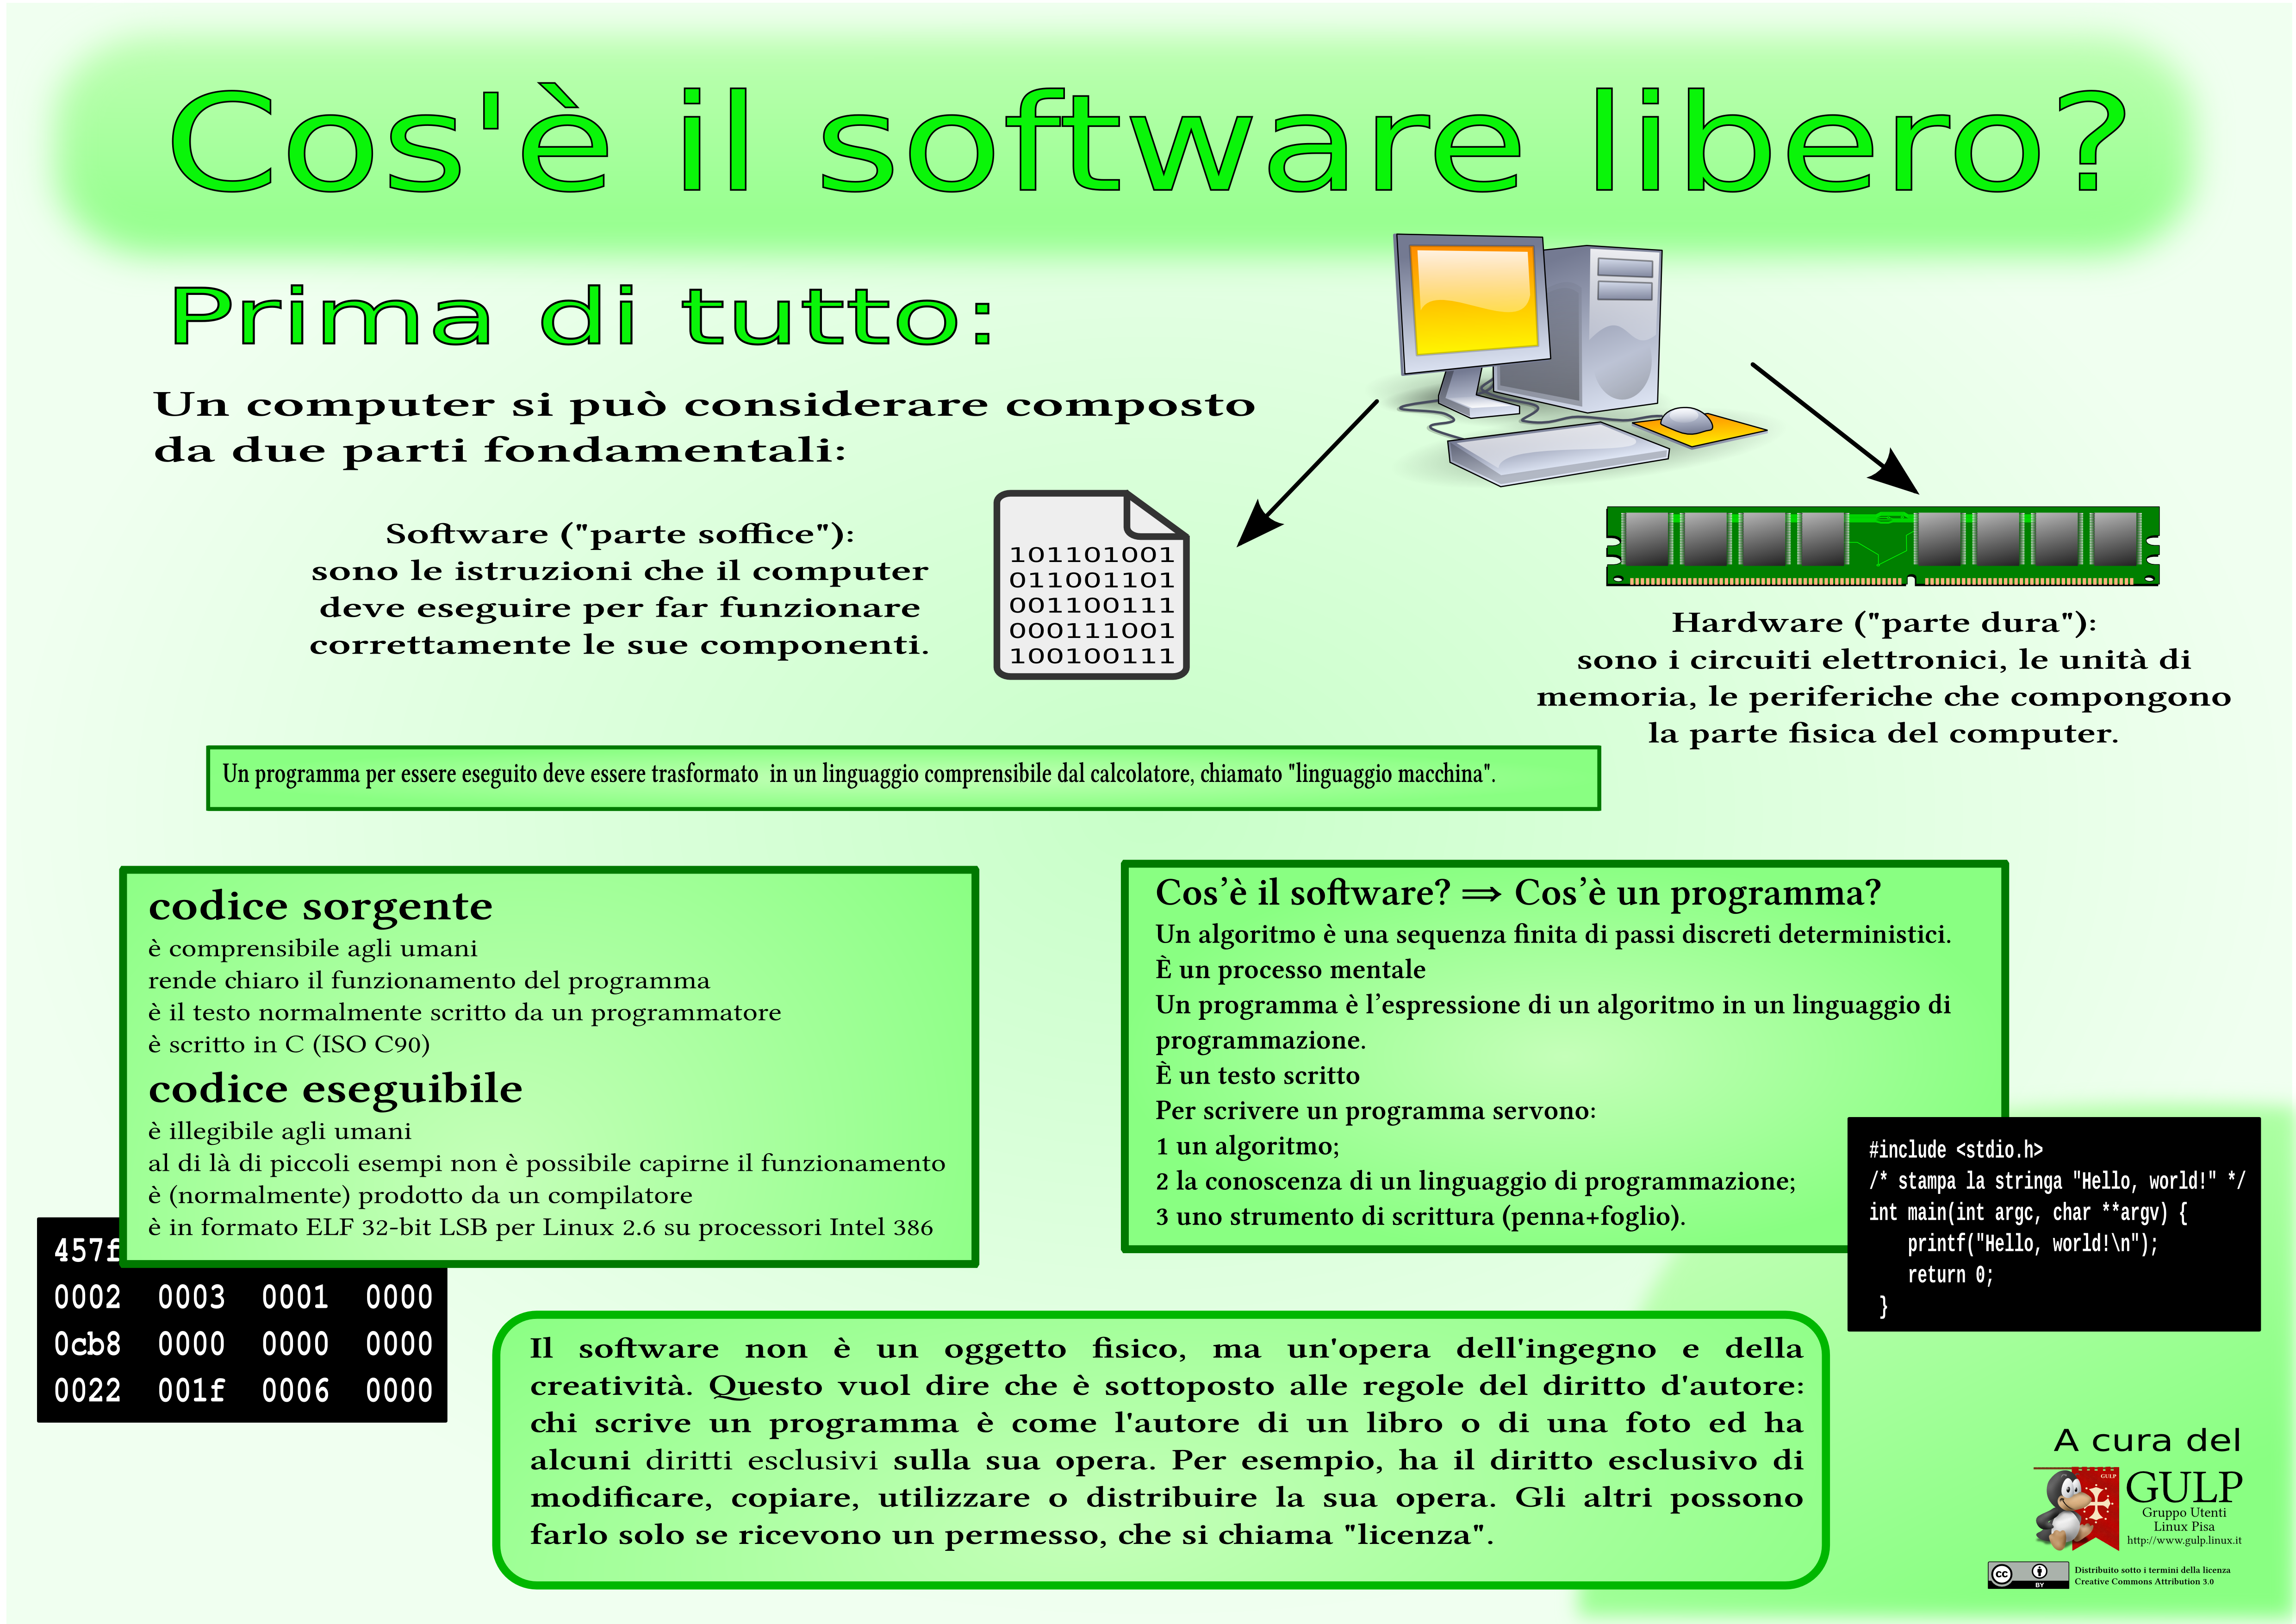 Cos'è il software libero?
Prima di tutto:
Un computer si può considerare composto
da due parti fondamentali:
Software ("parte soffice"):
sono le istruzioni che il computer
deve eseguire per far funzionare
correttamente le sue componenti.
101101001
011001101
001100111
000111001
100100111
GULP
Hardware ("parte dura"):
sono i circuiti elettronici, le unità di
memoria, le periferiche che compongono
la parte fisica del computer.
Un programma per essere eseguito deve essere trasformato  in un linguaggio comprensibile dal calcolatore, chiamato "linguaggio macchina".
codice sorgente
è comprensibile agli umani
rende chiaro il funzionamento del programma
è il testo normalmente scritto da un programmatore
è scritto in C (ISO C90)
codice eseguibile
è illegibile agli umani
al di là di piccoli esempi non è possibile capirne il funzionamento
è (normalmente) prodotto da un compilatore
è in formato ELF 32-bit LSB per Linux 2.6 su processori Intel 386
457f
0002 0003 0001 0000
0cb8 0000 0000 0000
0022 001f 0006 0000
Cos’è il software? ⇒ Cos’è un programma?
Un algoritmo è una sequenza finita di passi discreti deterministici.
È un processo mentale
Un programma è l’espressione di un algoritmo in un linguaggio di
programmazione.
È un testo scritto
Per scrivere un programma servono:
1 un algoritmo;
2 la conoscenza di un linguaggio di programmazione;
3 uno strumento di scrittura (penna+foglio).
#include <stdio.h>
/* stampa la stringa "Hello, world!" */
int main(int argc, char **argv) {
    printf("Hello, world!\n");
    return 0;
 }
Il software non è un oggetto fisico, ma un'opera dell'ingegno e della
creatività. Questo vuol dire che è sottoposto alle regole del diritto d'autore:
chi scrive un programma è come l'autore di un libro o di una foto ed ha
alcuni diritti esclusivi sulla sua opera. Per esempio, ha il diritto esclusivo di
modificare, copiare, utilizzare o distribuire la sua opera. Gli altri possono
farlo solo se ricevono un permesso, che si chiama "licenza".
A cura del
GULP
Gruppo Utenti
Linux Pisa
http://www.gulp.linux.it
cc BY
Distribuito sotto i termini della licenza
Creative Commons Attribution 3.0